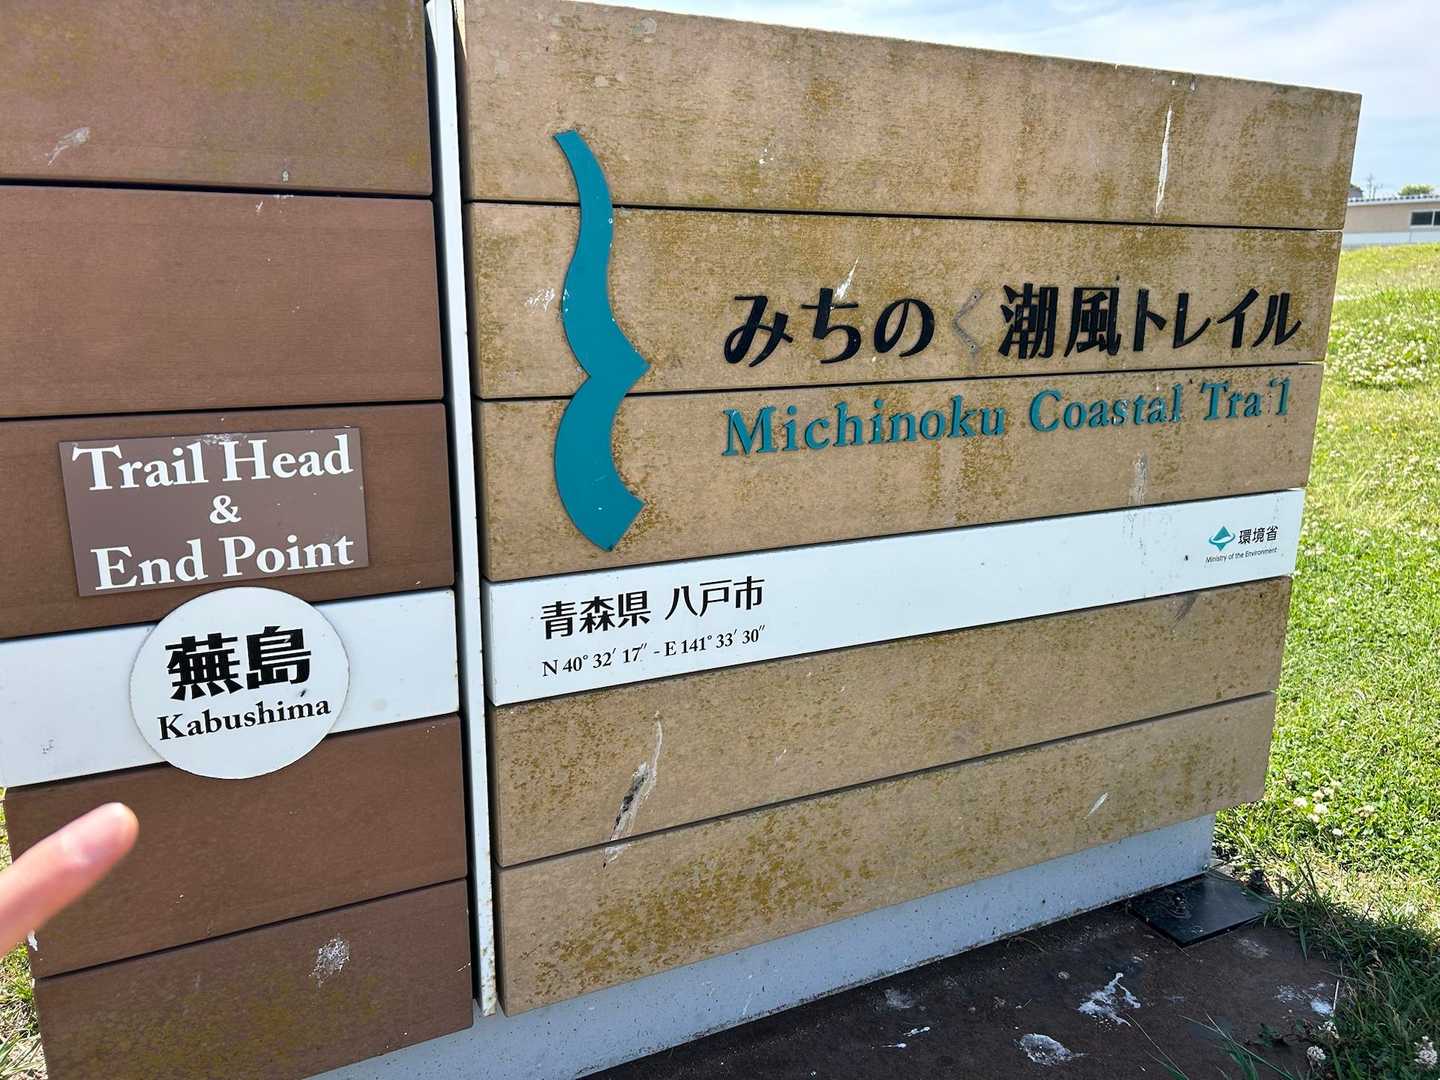 Trail Head
&
End Point
蕪島
Kabushima
みちのく潮風トレイル
Michinoku Coastal Trail
環境省
Ministry of the Environment
青森県 八戸市
N 40° 32′ 17″ - E 141° 33′ 30″